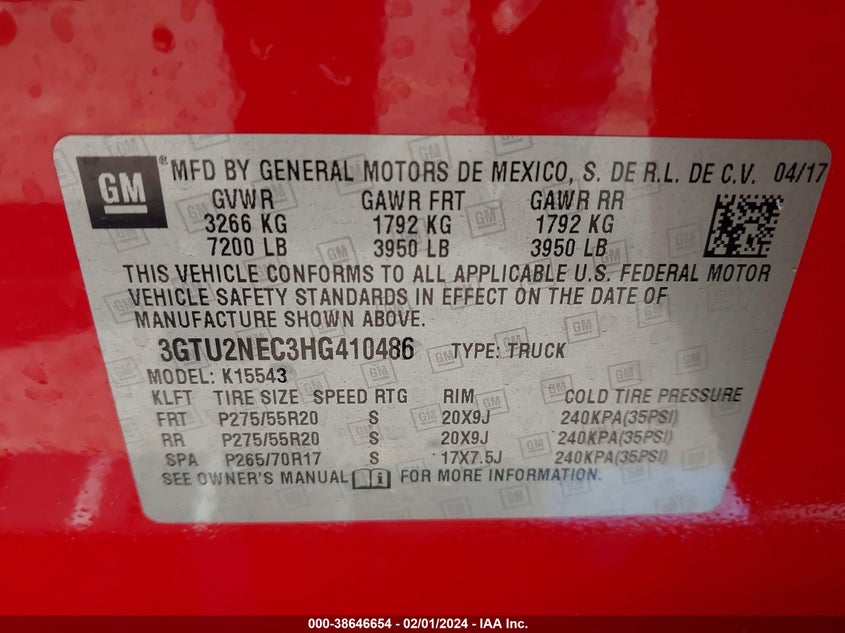 GM ® MFD BY GENERAL MOTORS DE MEXICO, S. DE R.L. DE C.V. 04/17
GVWR GAWR FRT GAWR RR
3266 KG 1792 KG 1792 KG
7200 LB 3950 LB 3950 LB
THIS VEHICLE CONFORMS TO ALL APPLICABLE U.S. FEDERAL MOTOR
VEHICLE SAFETY STANDARDS IN EFFECT ON THE DATE OF
MANUFACTURE SHOWN ABOVE.
3GTU2NEC3HG410486 TYPE: TRUCK
MODEL: K15543
KLFT TIRE SIZE SPEED RTG RIM COLD TIRE PRESSURE
FRT P275/55R20 S 20X9J 240KPA(35PSI)
RR P275/55R20 S 20X9J 240KPA(35PSI)
SPA P265/70R17 S 17X7.5J 240KPA(35PSI)
SEE OWNER'S MANUAL FOR MORE INFORMATION.
000-38646654 - 02/01/2024 - IAA Inc.